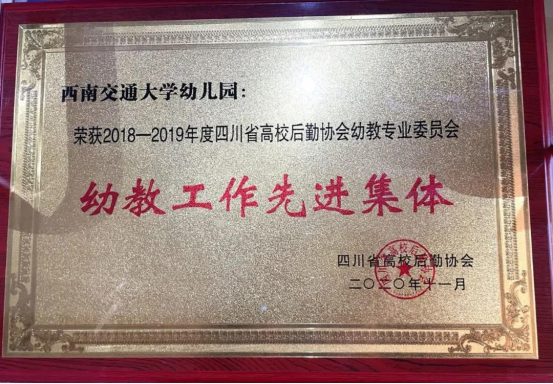 西南交通大学幼儿园：
荣获2018—2019年度四川省高校后勤协会幼教专业委员会
幼教工作先进集体
四川省高校后勤协会
二〇二〇年十一月